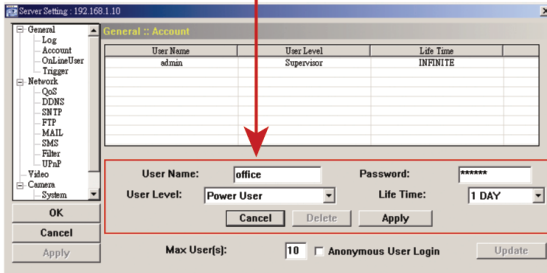 Server Setting : 192.168.1.10
General
Log
Account
OnLineUser
Trigger
Network
QoS
DDNS
SNTP
FTP
MAIL
SMS
Filter
UPnP
Video
Camera
System
OK
Cancel
Apply
General :: Account
User Name User Level Life Time
admin Supervisor INFINITE
User Name: office Password: ******
User Level: Power User Life Time: 1 DAY
Cancel Delete Apply
Max User[s]: 10 Anonymous User Login Update